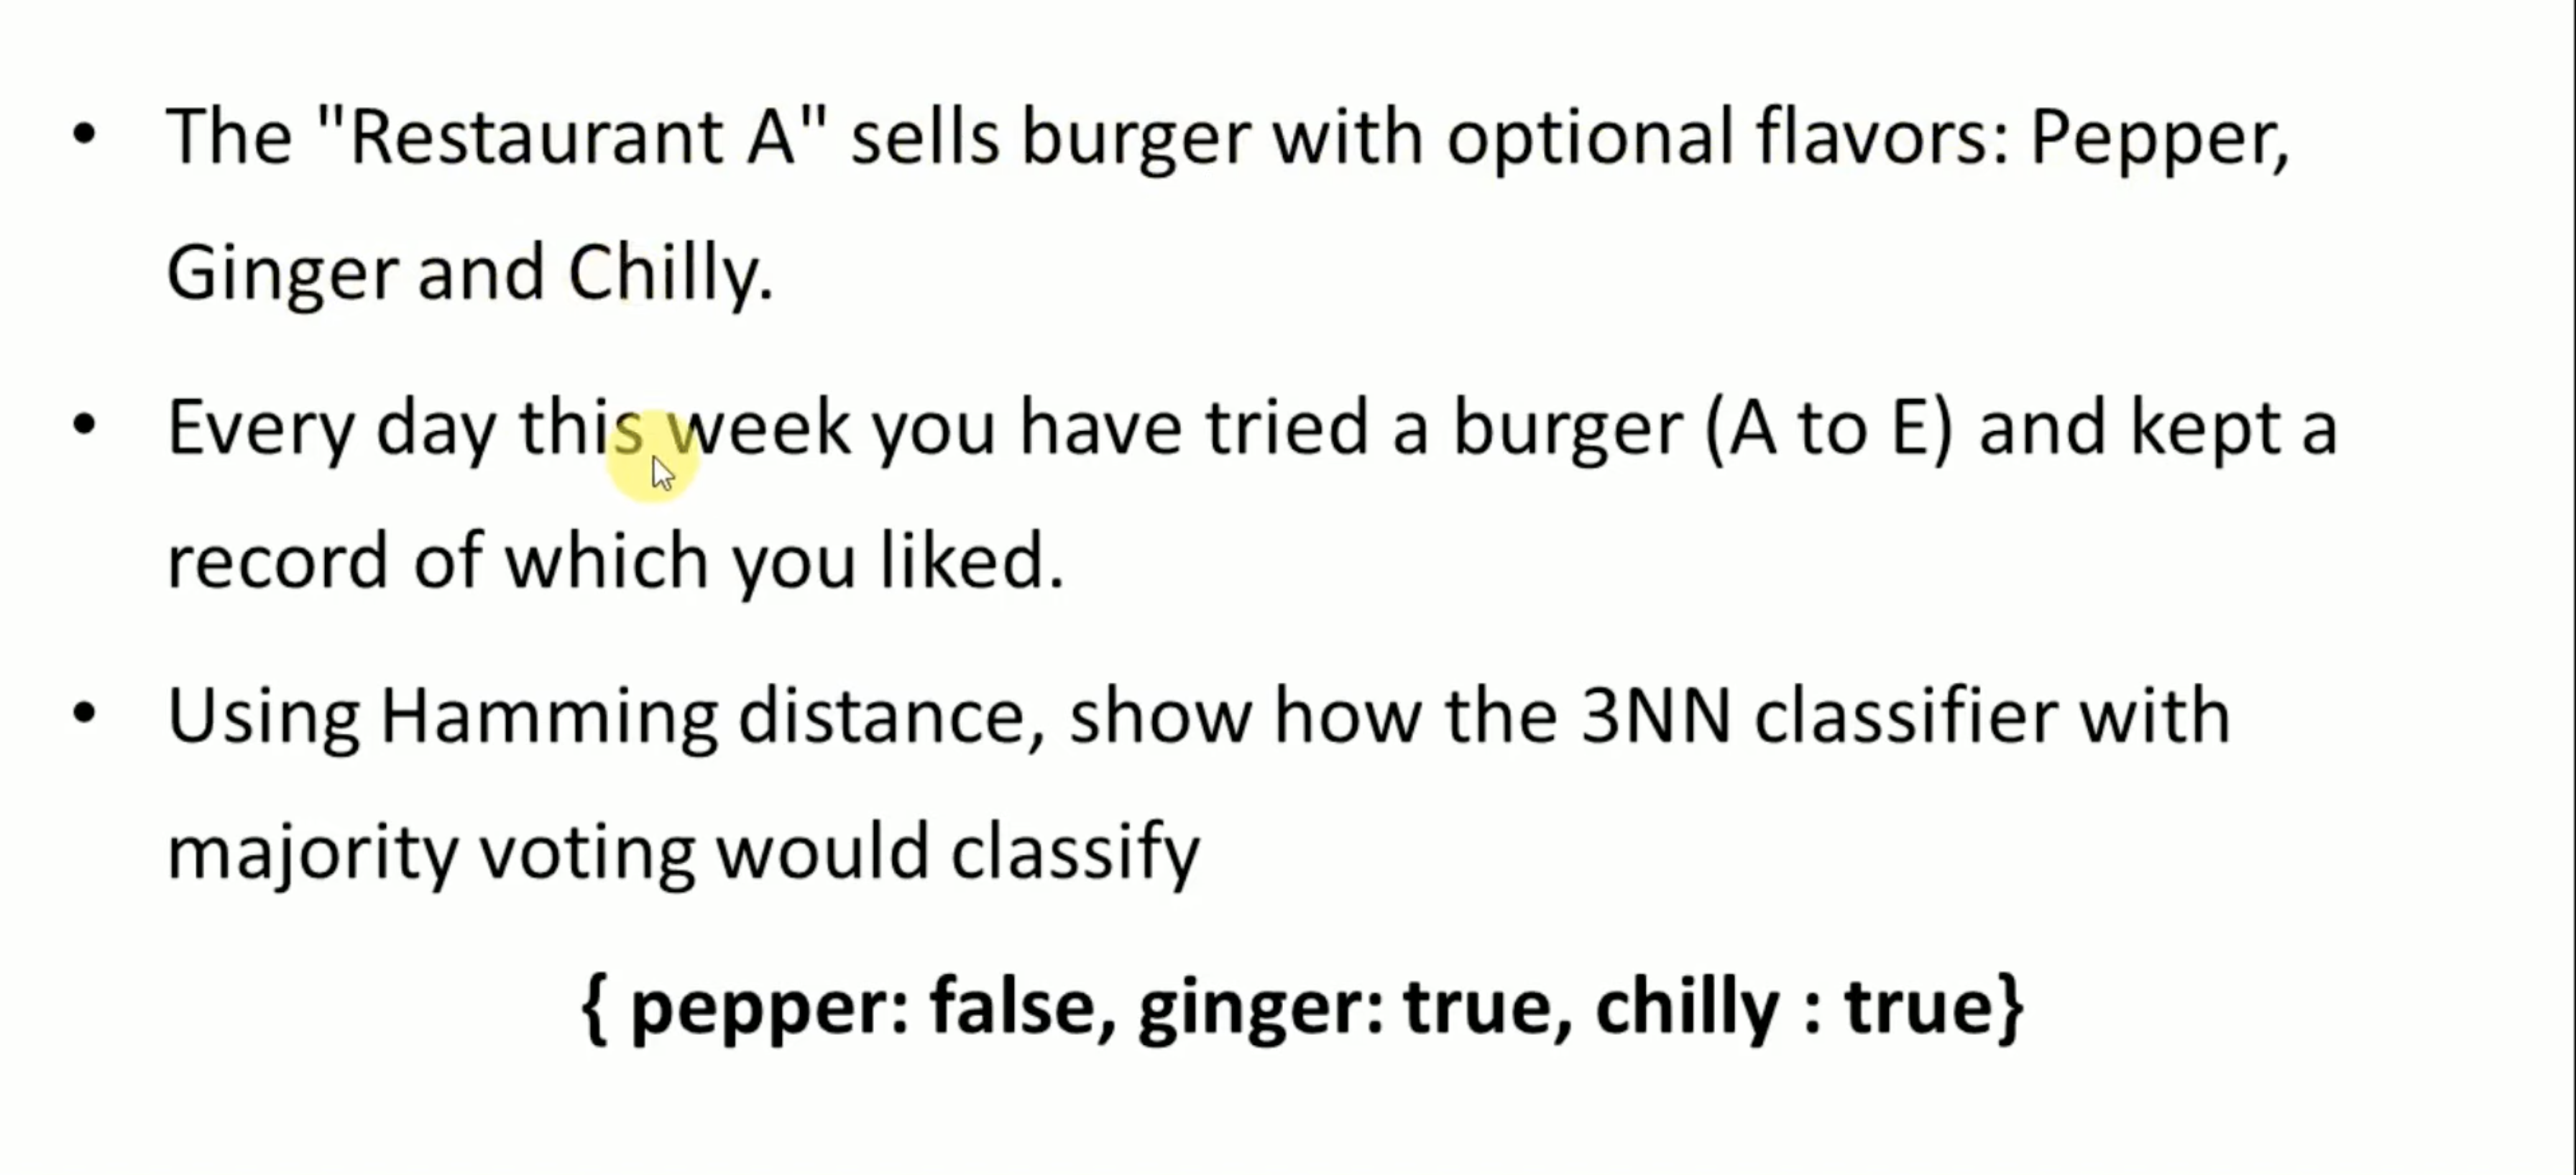 • The "Restaurant A" sells burger with optional flavors: Pepper,
Ginger and Chilly.
• Every day this week you have tried a burger (A to E) and kept a
record of which you liked.
• Using Hamming distance, show how the 3NN classifier with
majority voting would classify
{ pepper: false, ginger: true, chilly : true}